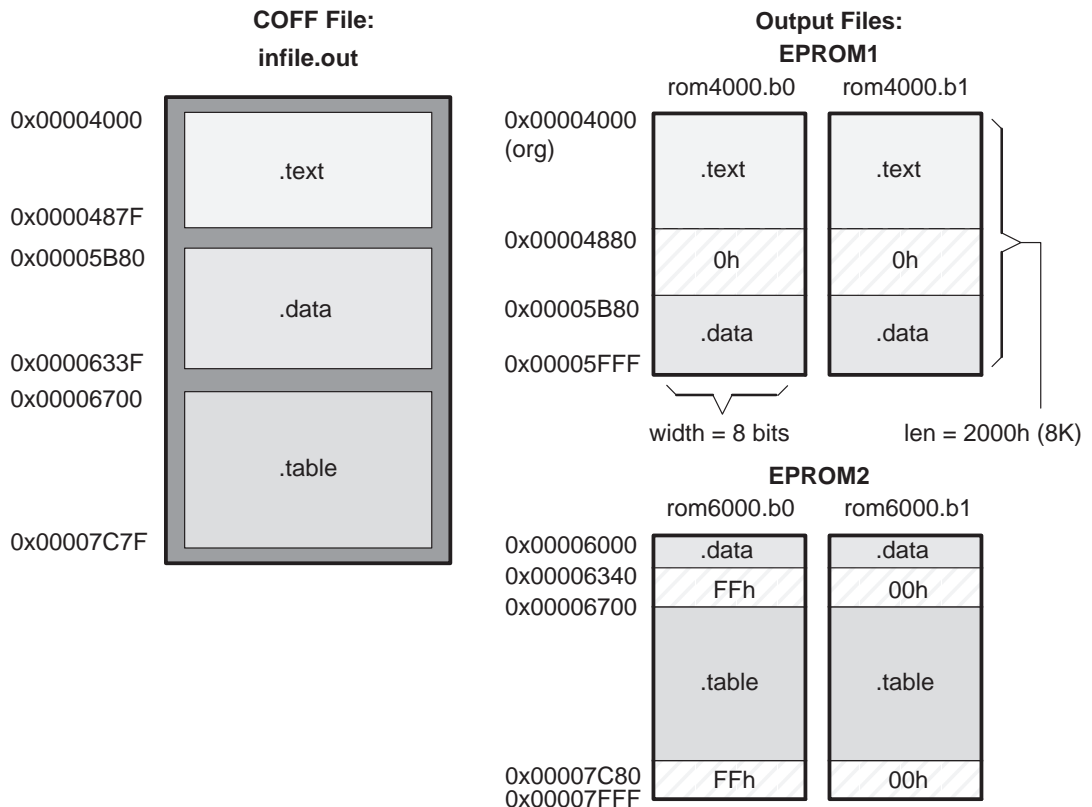 COFF File:
infile.out
0x00004000
.text
0x0000487F
0x00005B80
.data
0x0000633F
0x00006700
.table
0x00007C7F
Output Files:
EPROM1
rom4000.b0
rom4000.b1
0x00004000
(org)
.text
.text
0x00004880
0h
0h
0x00005B80
.data
.data
0x00005FFF
width = 8 bits
len = 2000h (8K)
EPROM2
rom6000.b0
rom6000.b1
0x00006000
.data
.data
0x00006340
FFh
00h
0x00006700
.table
.table
0x00007C80
FFh
00h
0x00007FFF